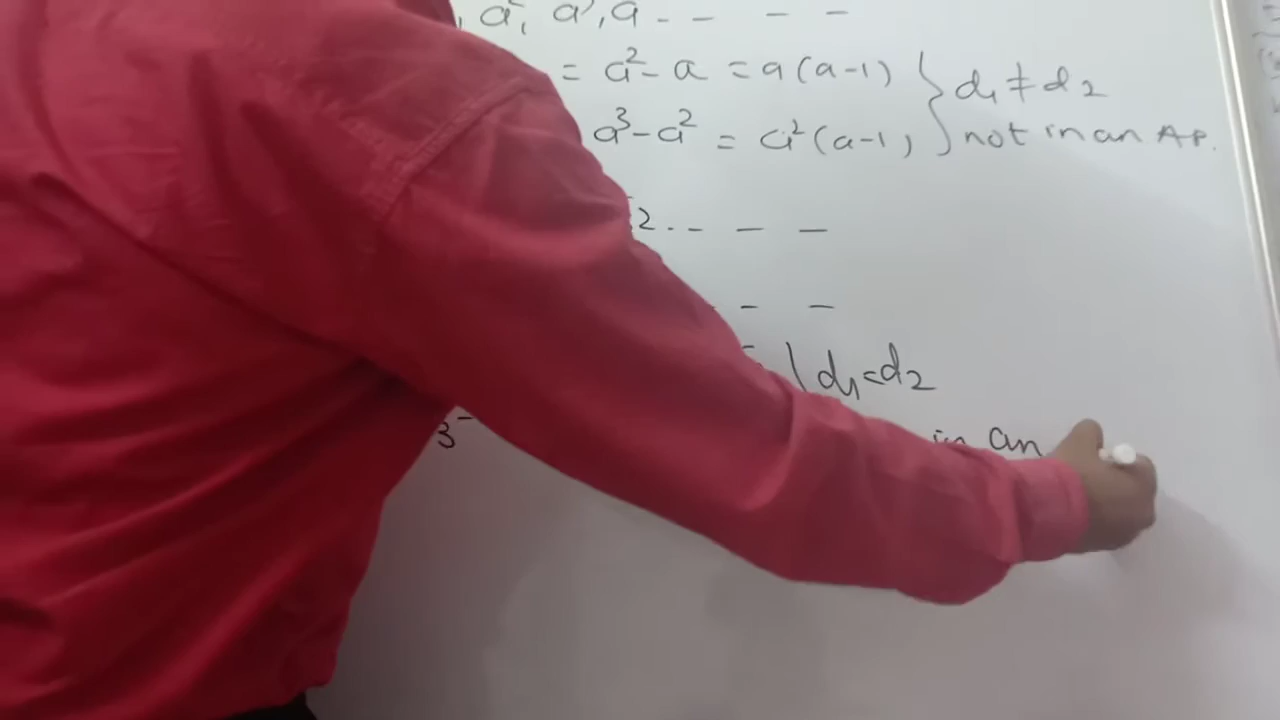 , a², a³, a - - - -
= a² - a = a(a-1) } d₁ ≠ d₂
a³ - a² = a²(a-1) } not in an AP.
2. - - -
- -
d₁ = d₂
3 in an